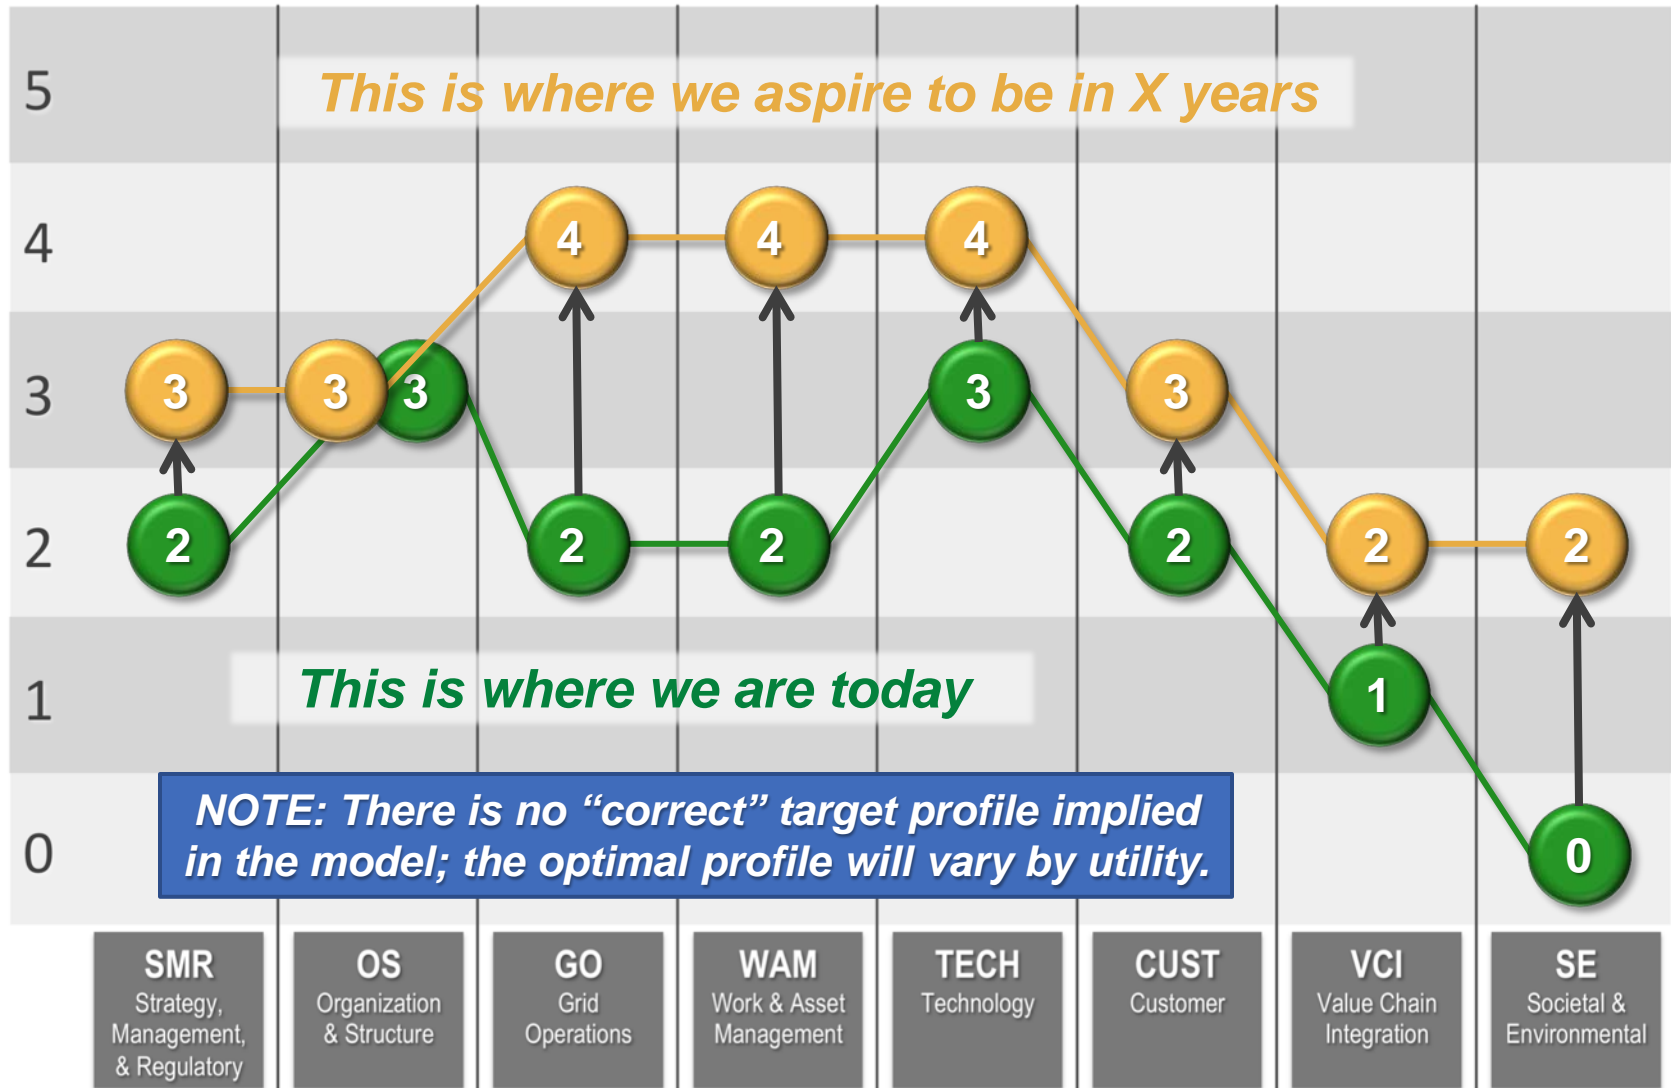 5
This is where we aspire to be in X years
4
4 4 4
3
3 3 3 3 3
2
2 2 2 2 2 2
This is where we are today
1
1
NOTE: There is no “correct” target profile implied
in the model; the optimal profile will vary by utility.
0
0
SMR
Strategy,
Management,
& Regulatory
OS
Organization
& Structure
GO
Grid
Operations
WAM
Work & Asset
Management
TECH
Technology
CUST
Customer
VCI
Value Chain
Integration
SE
Societal &
Environmental